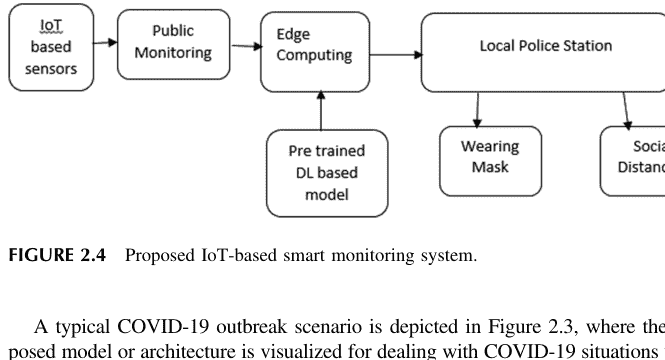 IoT
based
sensors
Public
Monitoring
Edge
Computing
Local Police Station
Pre trained
DL based
model
Wearing
Mask
FIGURE 2.4 Proposed IoT-based smart monitoring system.
A typical COVID-19 outbreak scenario is depicted in Figure 2.3, where the
posed model or architecture is visualized for dealing with COVID-19 situations